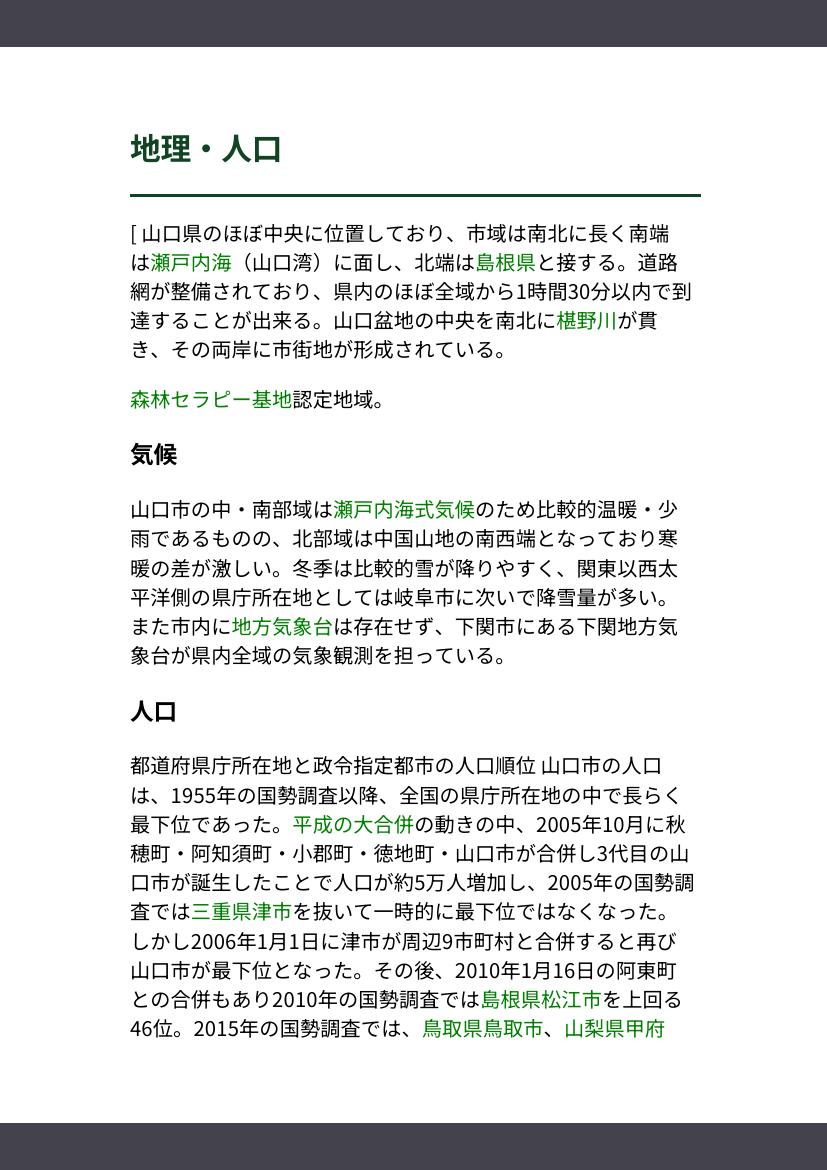 地理・人口
[ 山口県のほぼ中央に位置しており、市域は南北に長く南端
は瀬戸内海（山口湾）に面し、北端は島根県と接する。道路
網が整備されており、県内のほぼ全域から1時間30分以内で到
達することが出来る。山口盆地の中央を南北に椹野川が貫
き、その両岸に市街地が形成されている。
森林セラピー基地認定地域。
気候
山口市の中・南部域は瀬戸内海式気候のため比較的温暖・少
雨であるものの、北部域は中国山地の南西端となっており寒
暖の差が激しい。冬季は比較的雪が降りやすく、関東以西太
平洋側の県庁所在地としては岐阜市に次いで降雪量が多い。
また市内に地方気象台は存在せず、下関市にある下関地方気
象台が県内全域の気象観測を担っている。
人口
都道府県庁所在地と政令指定都市の人口順位 山口市の人口
は、1955年の国勢調査以降、全国の県庁所在地の中で長らく
最下位であった。平成の大合併の動きの中、2005年10月に秋
穂町・阿知須町・小郡町・徳地町・山口市が合併し3代目の山
口市が誕生したことで人口が約5万人増加し、2005年の国勢調
査では三重県津市を抜いて一時的に最下位ではなくなった。
しかし2006年1月1日に津市が周辺9市町村と合併すると再び
山口市が最下位となった。その後、2010年1月16日の阿東町
との合併もあり2010年の国勢調査では島根県松江市を上回る
46位。2015年の国勢調査では、鳥取県鳥取市、山梨県甲府